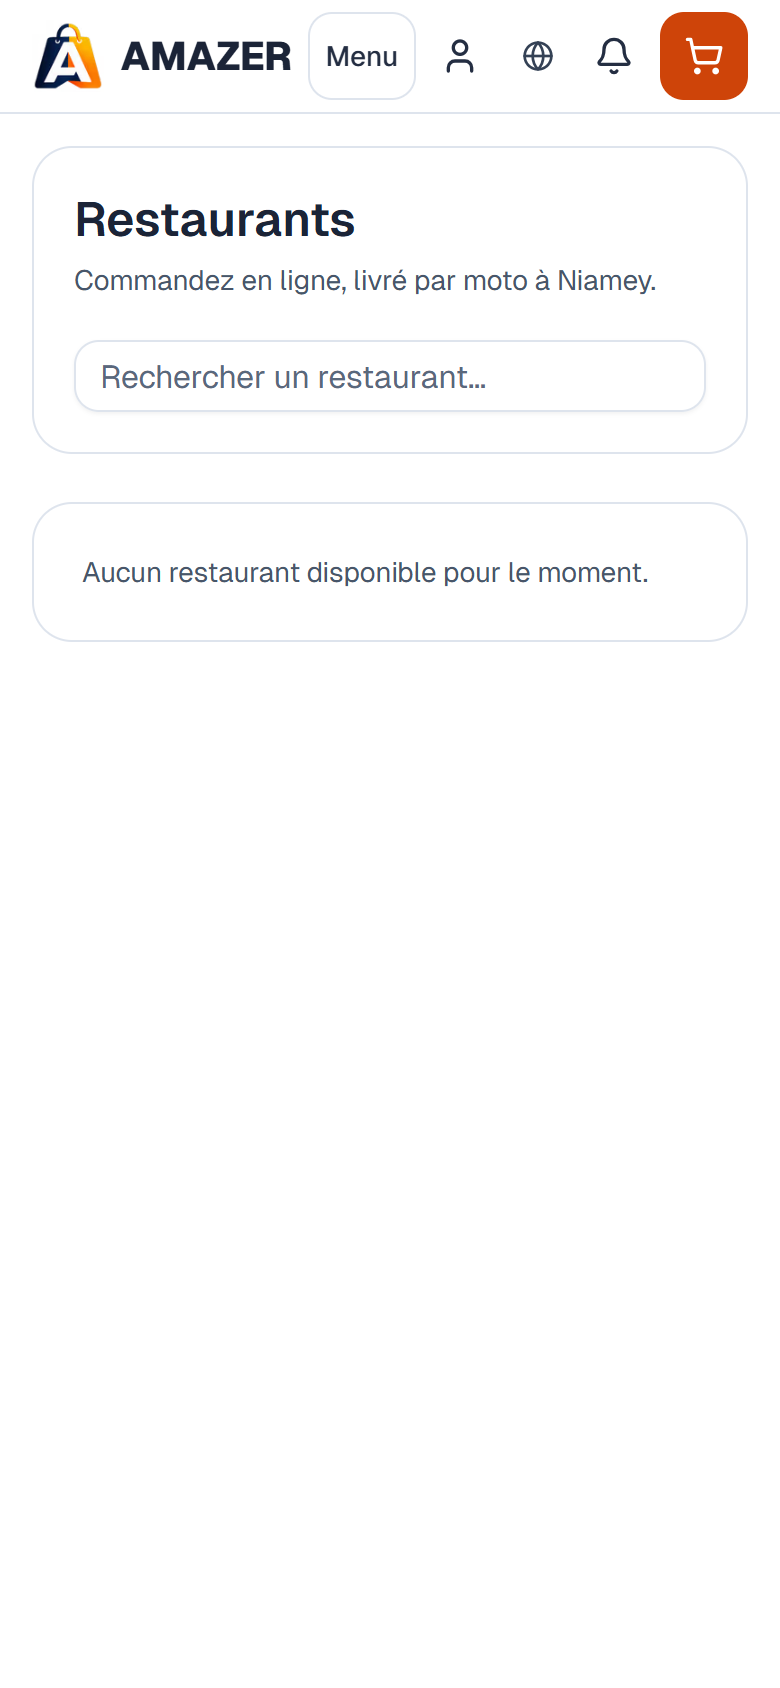 AMAZER
Menu
Restaurants
Commandez en ligne, livré par moto à Niamey.
Rechercher un restaurant...
Aucun restaurant disponible pour le moment.